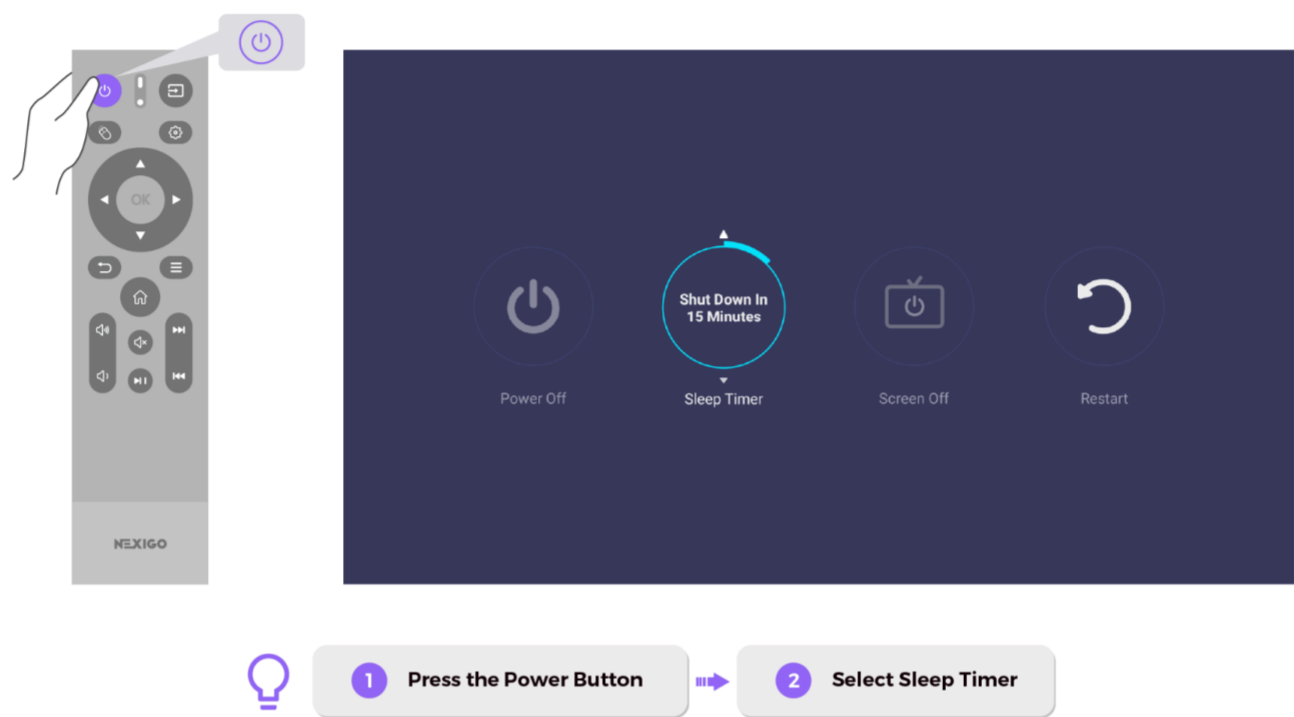 OK
NEXIGO
Shut Down In
15 Minutes
Power Off
Sleep Timer
Screen Off
Restart
1 Press the Power Button
2 Select Sleep Timer